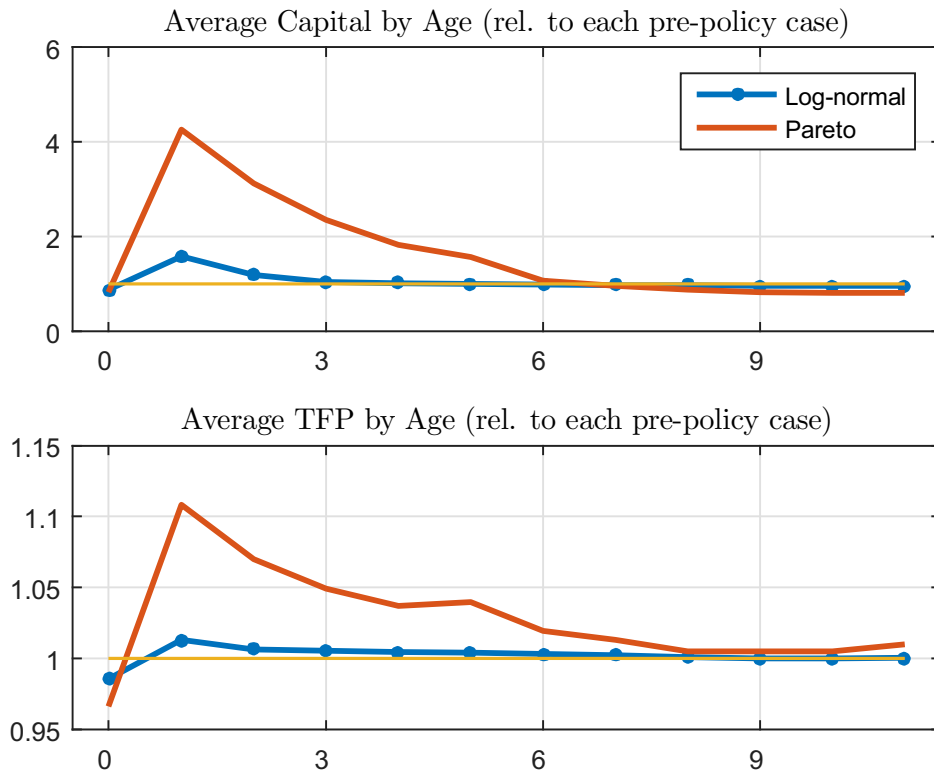 Average Capital by Age (rel. to each pre-policy case)
6
4
2
0
Log-normal
Pareto
0 3 6 9
Average TFP by Age (rel. to each pre-policy case)
1.15
1.1
1.05
1
0.95
0 3 6 9